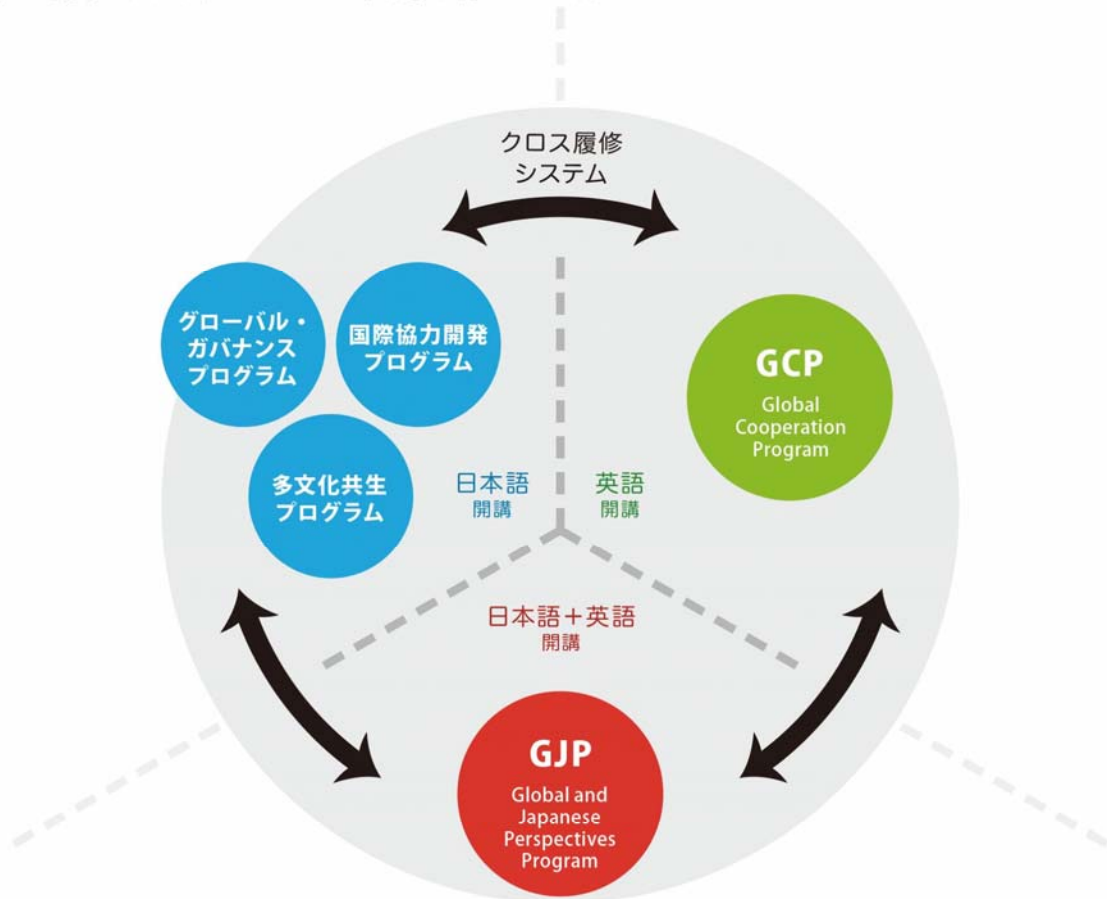 クロス履修
システム
グローバル・
ガバナンス
プログラム
国際協力開発
プログラム
多文化共生
プログラム
日本語
開講
英語
開講
GCP
Global
Cooperation
Program
日本語＋英語
開講
GJP
Global and
Japanese
Perspectives
Program